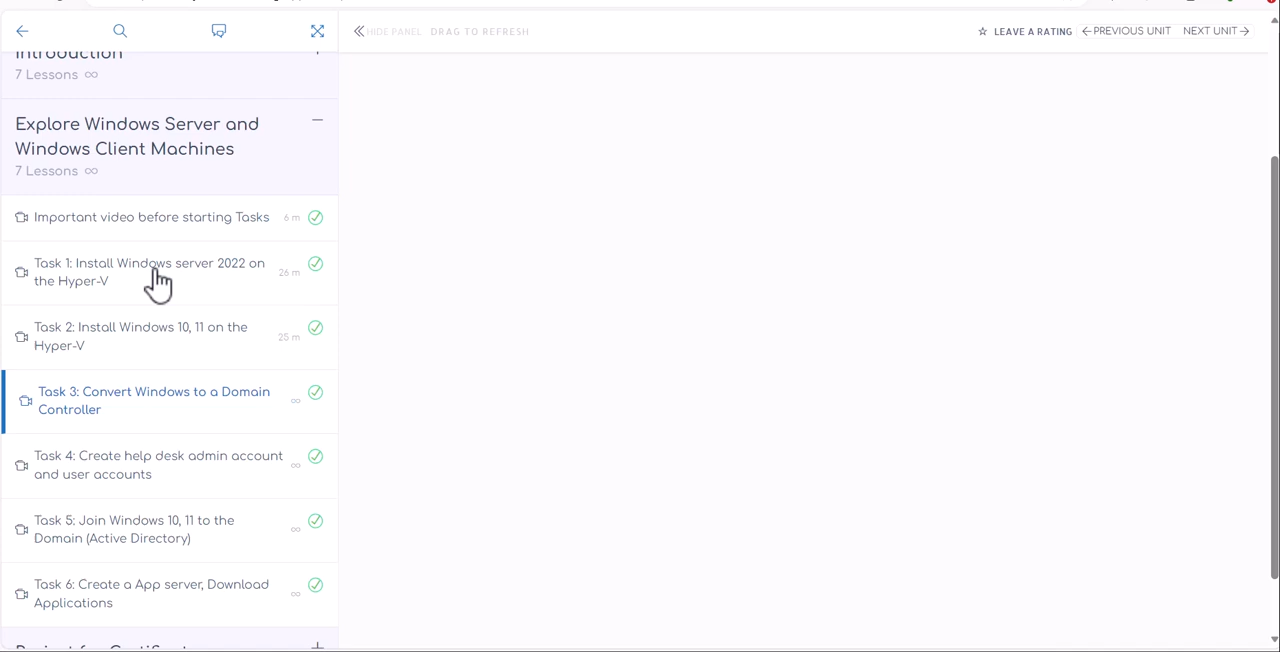 HIDE PANEL DRAG TO REFRESH
LEAVE A RATING
PREVIOUS UNIT
NEXT UNIT
Introduction
7 Lessons
Explore Windows Server and
Windows Client Machines
7 Lessons
Important video before starting Tasks 6 m
Task 1: Install Windows server 2022 on
the Hyper-V
26 m
Task 2: Install Windows 10, 11 on the
Hyper-V
25 m
Task 3: Convert Windows to a Domain
Controller
Task 4: Create help desk admin account
and user accounts
Task 5: Join Windows 10, 11 to the
Domain (Active Directory)
Task 6: Create a App server, Download
Applications